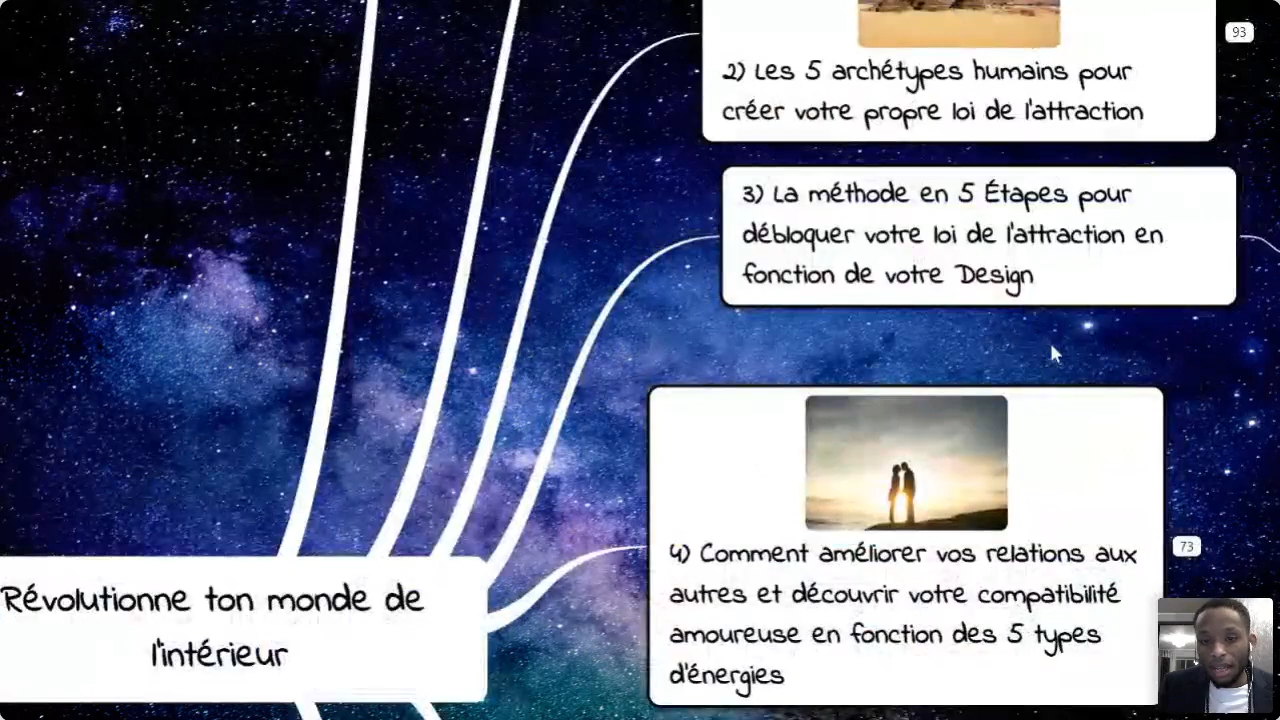 93
2) Les 5 archétypes humains pour
créer votre propre loi de l'attraction
3) La méthode en 5 Étapes pour
débloquer votre loi de l'attraction en
fonction de votre Design
4) Comment améliorer vos relations aux
autres et découvrir votre compatibilité
amoureuse en fonction des 5 types
d'énergies
73
Révolutionne ton monde de
l'intérieur